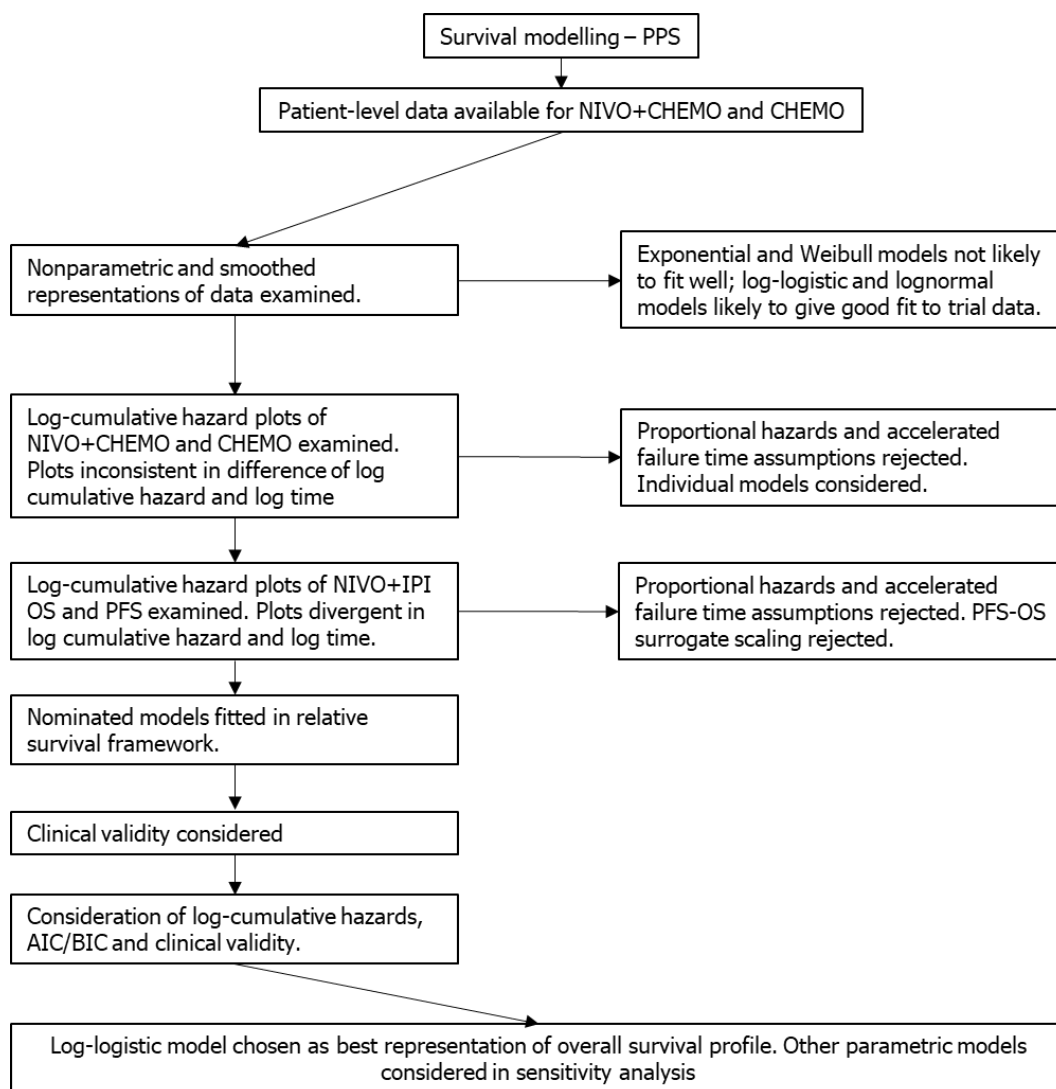 Survival modelling – PPS
Patient-level data available for NIVO+CHEMO and CHEMO
Nonparametric and smoothed
representations of data examined.
Exponential and Weibull models not likely
to fit well; log-logistic and lognormal
models likely to give good fit to trial data.
Log-cumulative hazard plots of
NIVO+CHEMO and CHEMO examined.
Plots inconsistent in difference of log
cumulative hazard and log time
Proportional hazards and accelerated
failure time assumptions rejected.
Individual models considered.
Log-cumulative hazard plots of NIVO+IPI
OS and PFS examined. Plots divergent in
log cumulative hazard and log time.
Proportional hazards and accelerated
failure time assumptions rejected. PFS-OS
surrogate scaling rejected.
Nominated models fitted in relative
survival framework.
Clinical validity considered
Consideration of log-cumulative hazards,
AIC/BIC and clinical validity.
Log-logistic model chosen as best representation of overall survival profile. Other parametric models
considered in sensitivity analysis